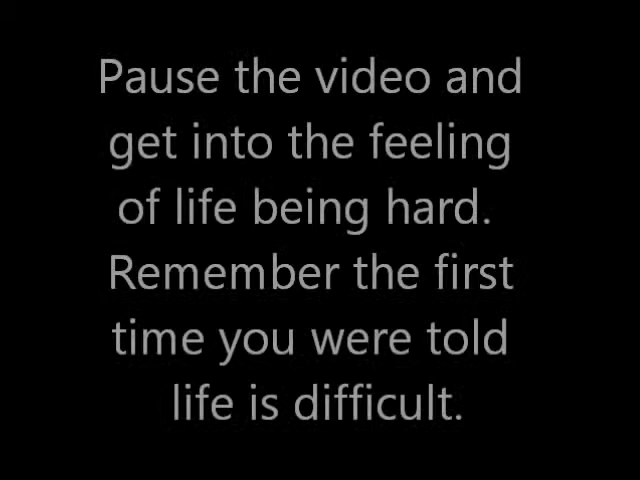 Pause the video and
get into the feeling
of life being hard.
Remember the first
time you were told
life is difficult.